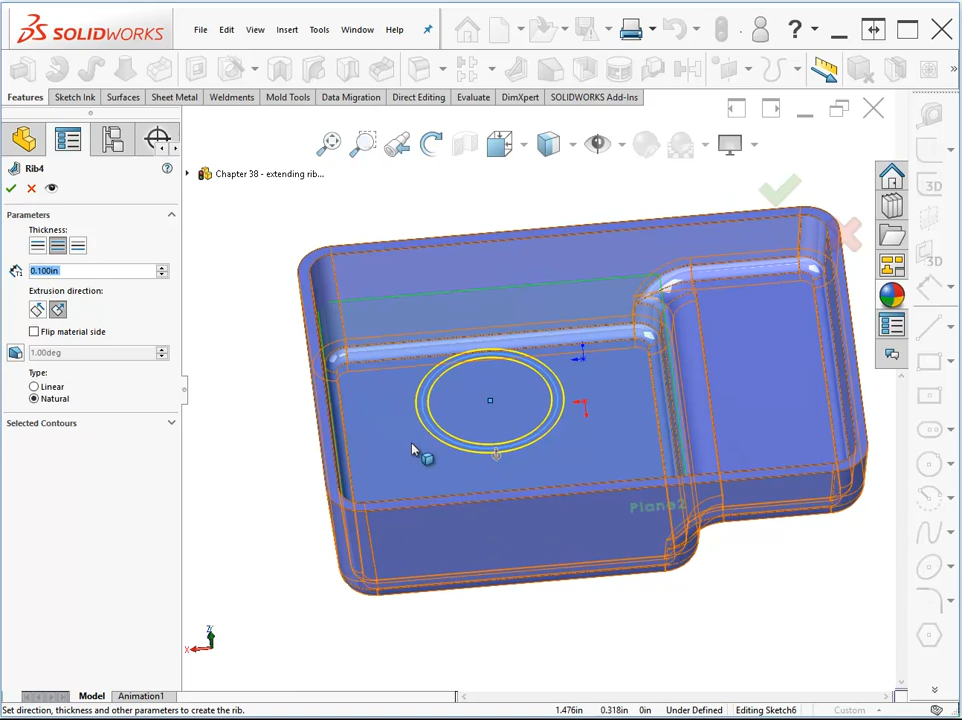 SOLIDWORKS File Edit View Insert Tools Window Help ?
Features Sketch Ink Surfaces Sheet Metal Weldments Mold Tools Data Migration Direct Editing Evaluate DimXpert SOLIDWORKS Add-Ins
Rib4
Chapter 38 - extending rib...
Parameters
Thickness:
0.100in
Extrusion direction:
Flip material side
1.00deg
Type:
Linear
Natural
Selected Contours
Plane2
Z
X
3D
3D
Model Animation1
Set direction, thickness and other parameters to create the rib. 1.476in 0.318in 0in Under Defined Editing Sketch6 Custom